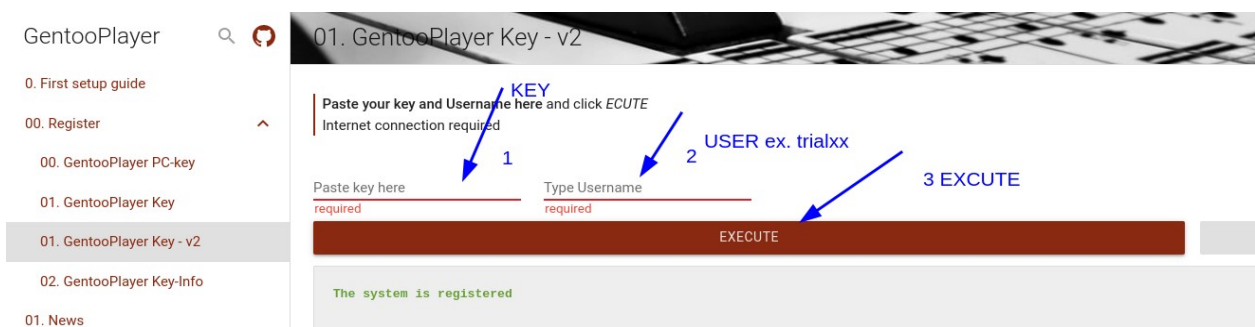 GentooPlayer
01. GentooPlayer Key - v2
0. First setup guide
00. Register
00. GentooPlayer PC-key
01. GentooPlayer Key
01. GentooPlayer Key - v2
02. GentooPlayer Key-Info
01. News
KEY
Paste your key and Username here and click ECUTE
Internet connection required
1
2
USER ex. trialxx
3 EXCUTE
Paste key here
Type Username
required
required
EXECUTE
The system is registered